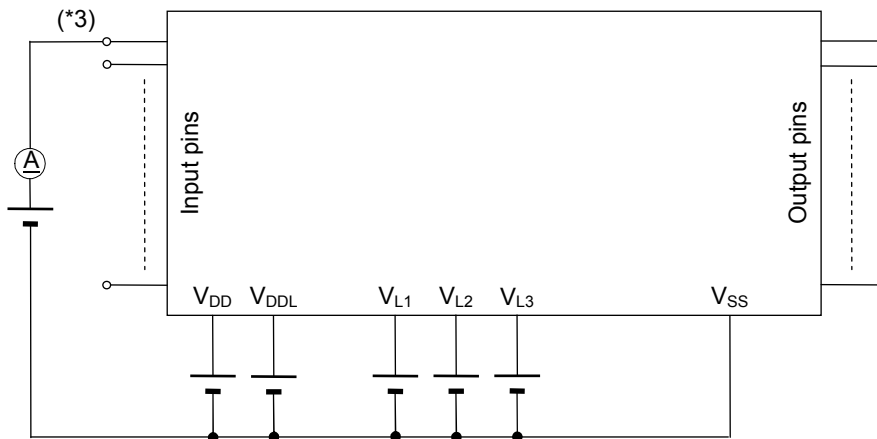 (*3)
A
Input pins
Output pins
VDD VDDL VL1 VL2 VL3 VSS